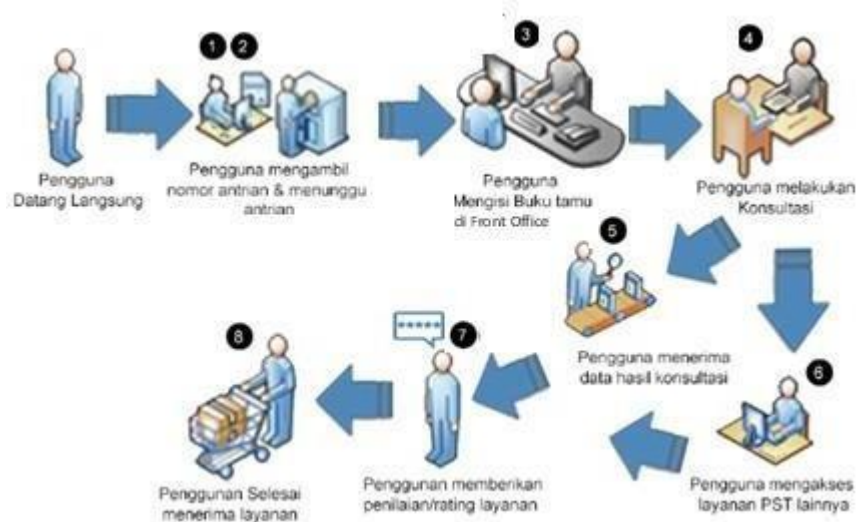 1 2
3
4
Pengguna
Datang Langsung
Pengguna mengambil
nomor antrian & menunggu
antrian
Pengguna
Mengisi Buku tamu
di Front Office
Pengguna melakukan
Konsultasi
5
Pengguna menerima
data hasil konsultasi
6
Pengguna mengakses
layanan PST lainnya
7
*****
Penggunan memberikan
penilaian/rating layanan
8
Penggunan Selesai
menerima layanan